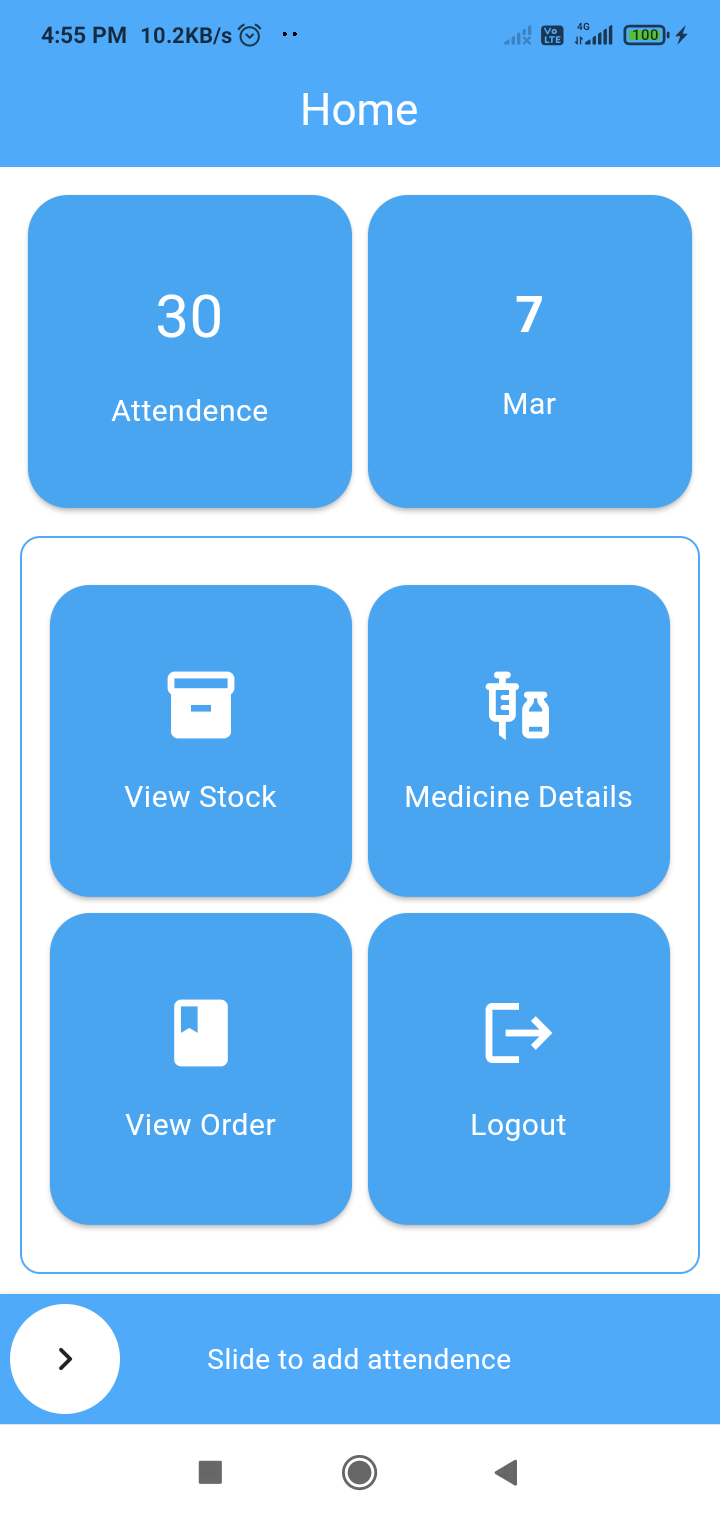 4:55 PM 10.2KB/s Vo LTE 4G 100
Home
30
Attendence
7
Mar
View Stock
Medicine Details
View Order
Logout
Slide to add attendence